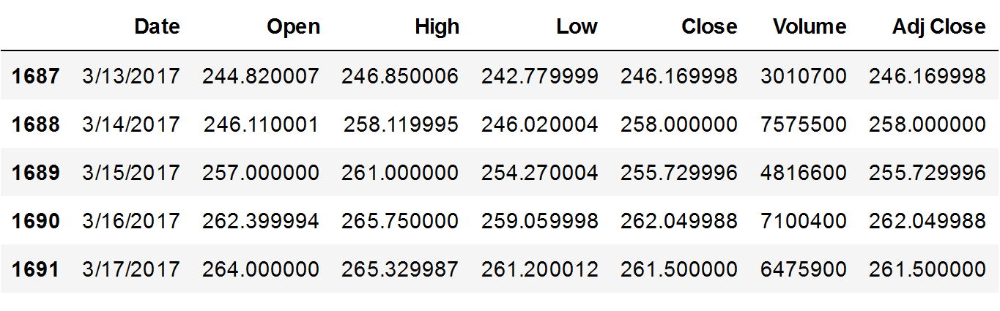 Date Open High Low Close Volume Adj Close
1687 3/13/2017 244.820007 246.850006 242.779999 246.169998 3010700 246.169998
1688 3/14/2017 246.110001 258.119995 246.020004 258.000000 7575500 258.000000
1689 3/15/2017 257.000000 261.000000 254.270004 255.729996 4816600 255.729996
1690 3/16/2017 262.399994 265.750000 259.059998 262.049988 7100400 262.049988
1691 3/17/2017 264.000000 265.329987 261.200012 261.500000 6475900 261.500000